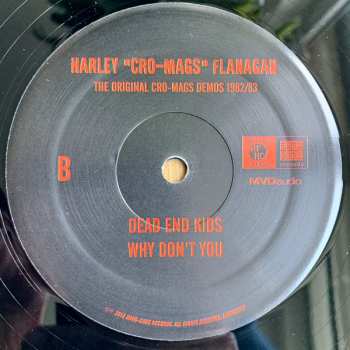 HARLEY "CRO-MAGS" FLANAGAN
THE ORIGINAL CRO-MAGS DEMOS 1982/83
B
MVDaudio
DEAD END KIDS
WHY DON'T YOU